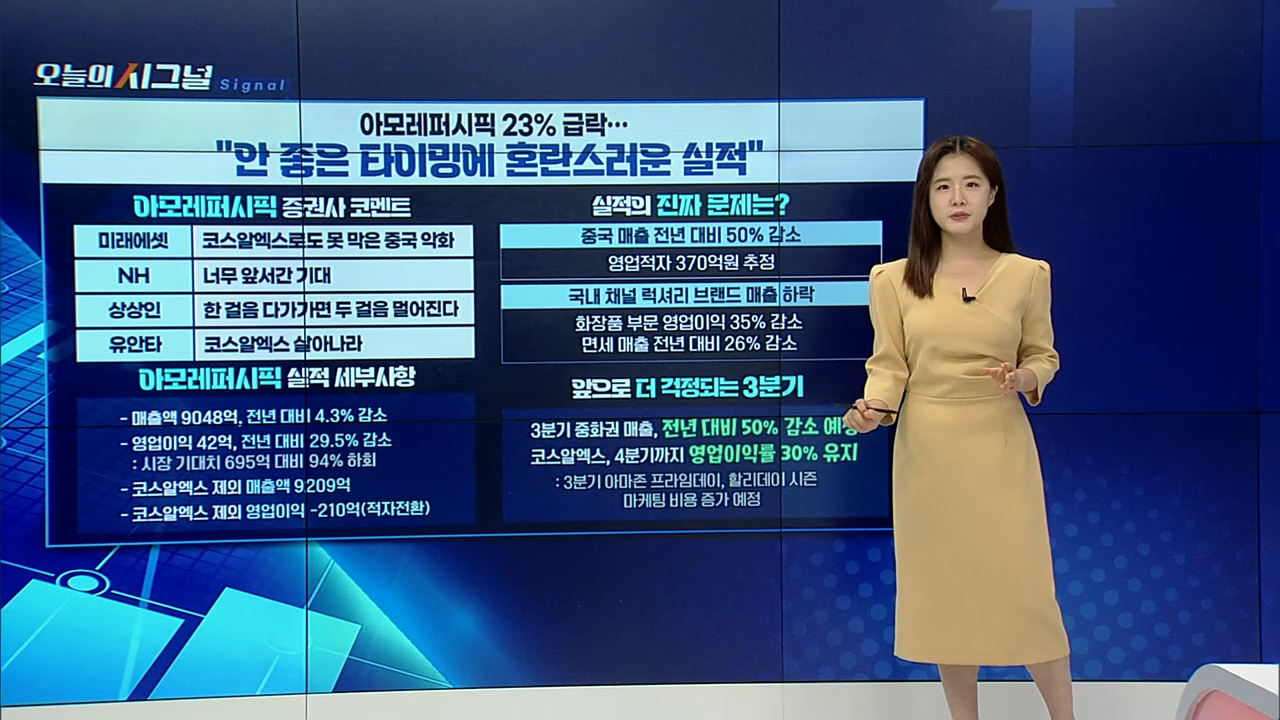 오늘의 시그널 Signal
아모레퍼시픽 23% 급락…
"안 좋은 타이밍에 혼란스러운 실적"
아모레퍼시픽 증권사 코멘트
미래에셋 코스알엑스로도 못 막은 중국 악화
NH 너무 앞서간 기대
상상인 한 걸음 다가가면 두 걸음 멀어진다
유안타 코스알엑스 살아나라
실적의 진짜 문제는?
중국 매출 전년 대비 50% 감소
영업적자 370억원 추정
국내 채널 럭셔리 브랜드 매출 하락
화장품 부문 영업이익 35% 감소
면세 매출 전년 대비 26% 감소
아모레퍼시픽 실적 세부사항
- 매출액 9048억, 전년 대비 4.3% 감소
- 영업이익 42억, 전년 대비 29.5% 감소
: 시장 기대치 695억 대비 94% 하회
- 코스알엑스 제외 매출액 9209억
- 코스알엑스 제외 영업이익 -210억(적자전환)
앞으로 더 걱정되는 3분기
3분기 중화권 매출, 전년 대비 50% 감소 예상
코스알엑스, 4분기까지 영업이익률 30% 유지
: 3분기 아마존 프라임데이, 할리데이 시즌
마케팅 비용 증가 예정